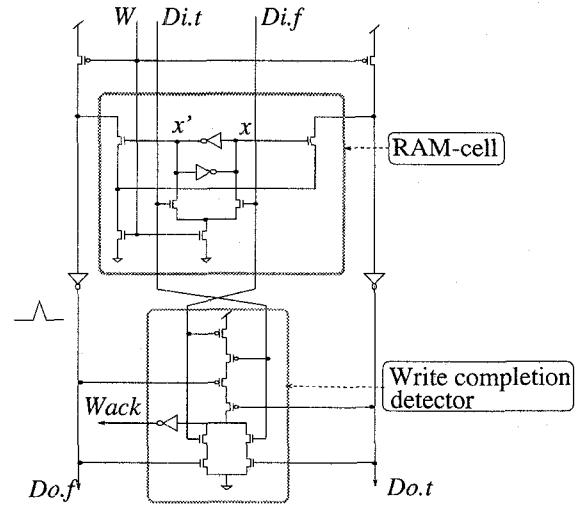 W Di.t Di.f
x' x
RAM-cell
Write completion
detector
Wack
Do.f Do.t